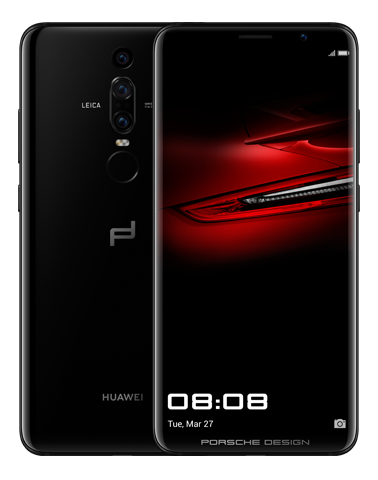 LEICA
HUAWEI
08:08
Tue, Mar 27
PORSCHE DESIGN